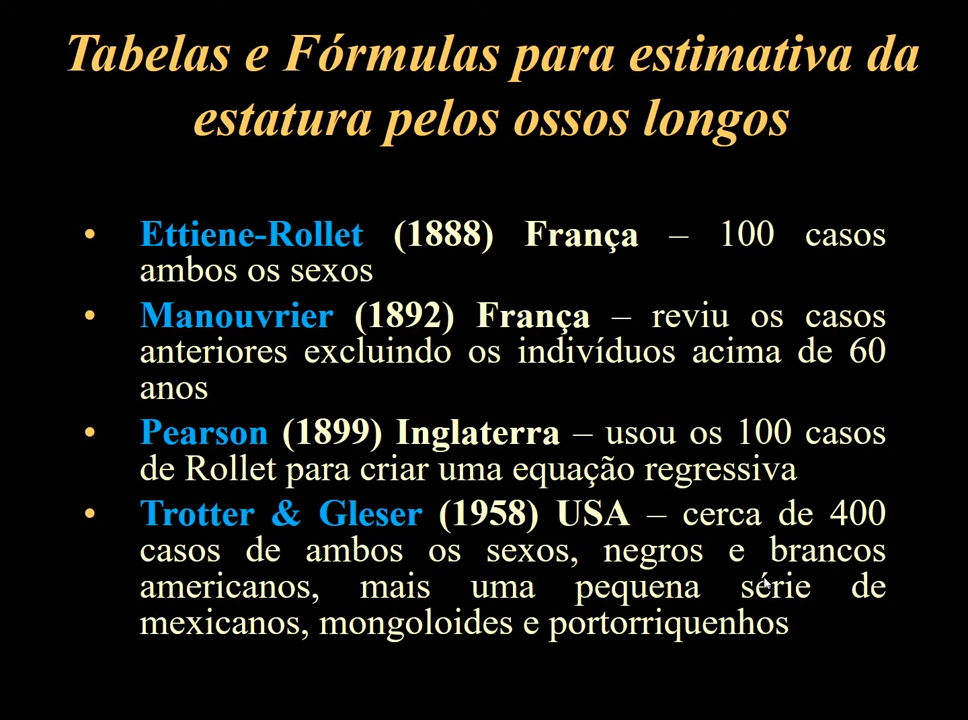 Tabelas e Fórmulas para estimativa da
estatura pelos ossos longos
• Ettiene-Rollet (1888) França – 100 casos
ambos os sexos
• Manouvrier (1892) França – reviu os casos
anteriores excluindo os indivíduos acima de 60
anos
• Pearson (1899) Inglaterra – usou os 100 casos
de Rollet para criar uma equação regressiva
• Trotter & Gleser (1958) USA – cerca de 400
casos de ambos os sexos, negros e brancos
americanos, mais uma pequena série de
mexicanos, mongoloides e portorriquenhos